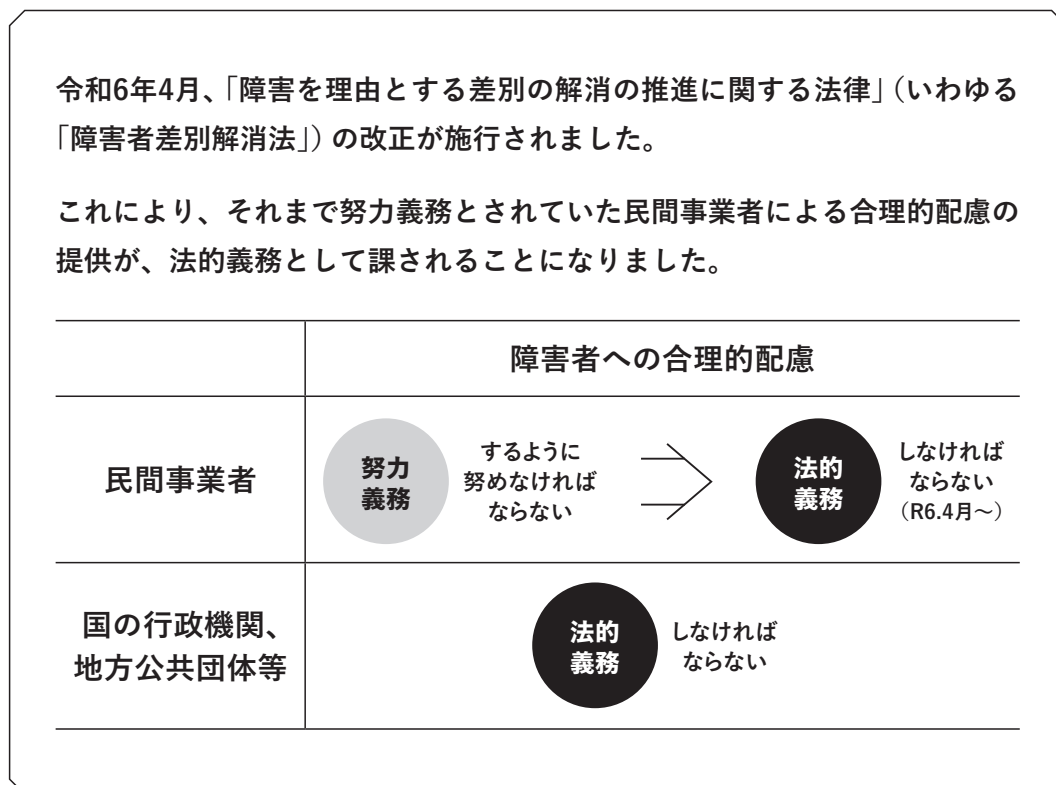 令和6年4月、「障害を理由とする差別の解消の推進に関する法律」（いわゆる
「障害者差別解消法」）の改正が施行されました。
これにより、それまで努力義務とされていた民間事業者による合理的配慮の
提供が、法的義務として課されることになりました。
障害者への合理的配慮
民間事業者
努力
義務
するように
努めなければ
ならない
法的
義務
しなければ
ならない
（R6.4月～）
国の行政機関、
地方公共団体等
法的
義務
しなければ
ならない